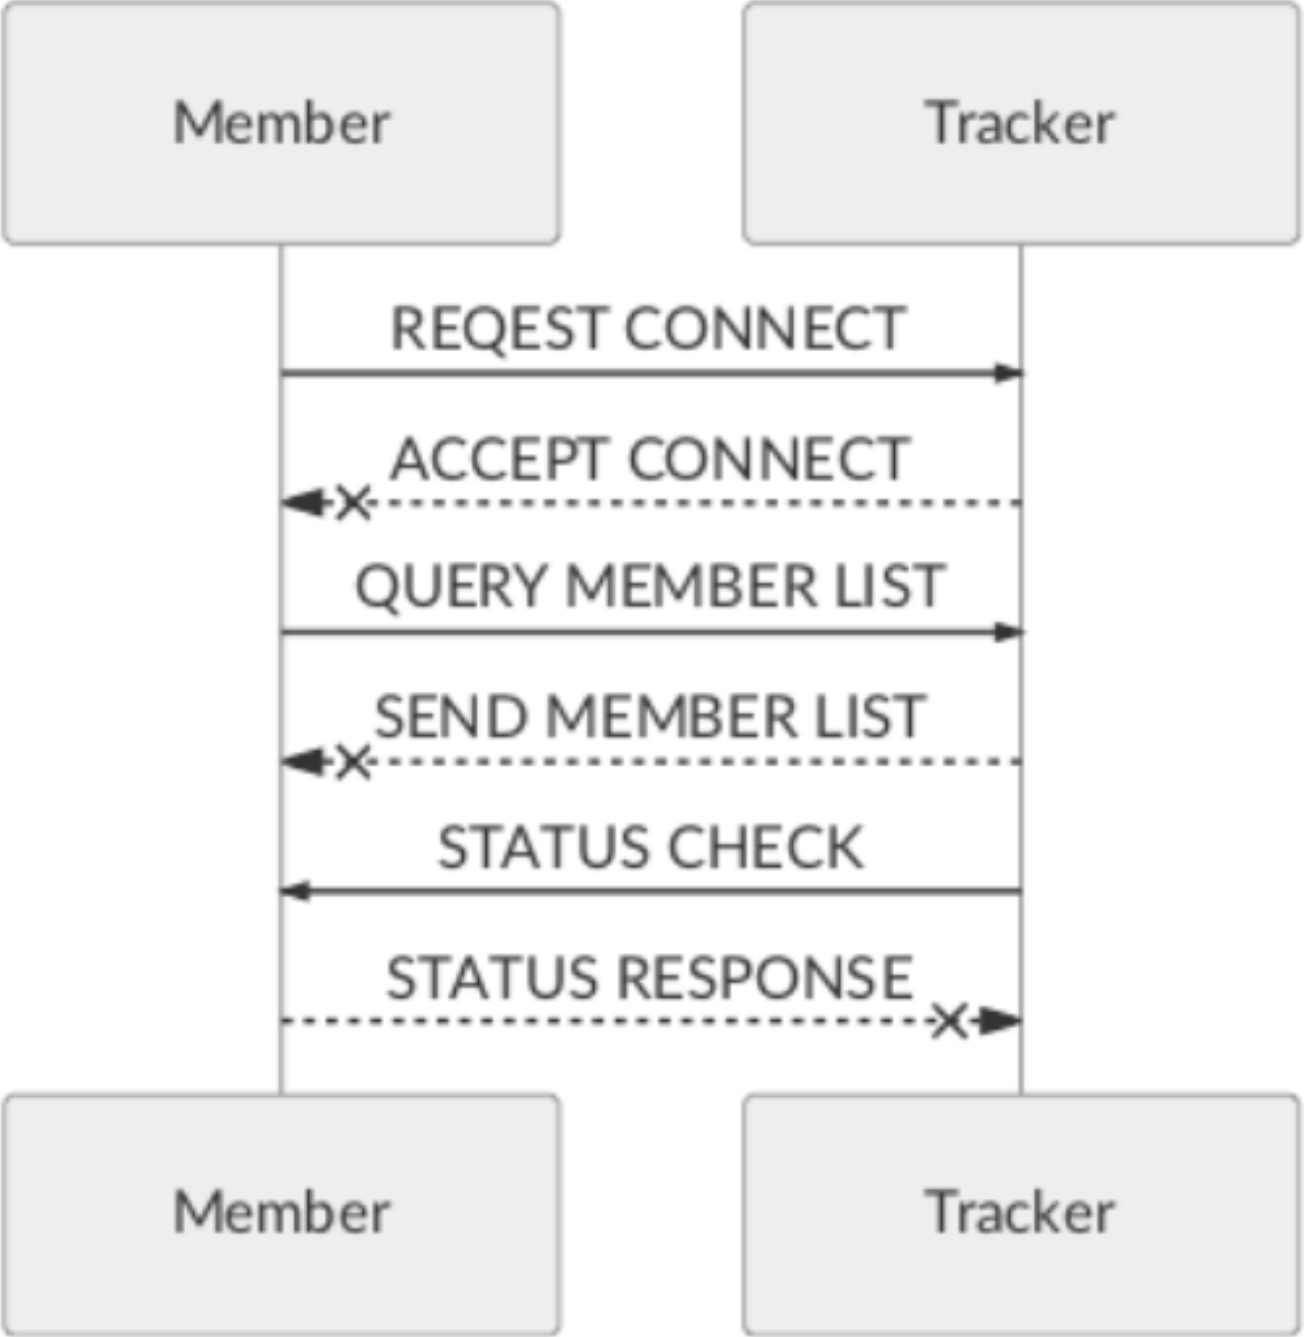 Member
Tracker
REQEST CONNECT
ACCEPT CONNECT
QUERY MEMBER LIST
SEND MEMBER LIST
STATUS CHECK
STATUS RESPONSE
Member
Tracker